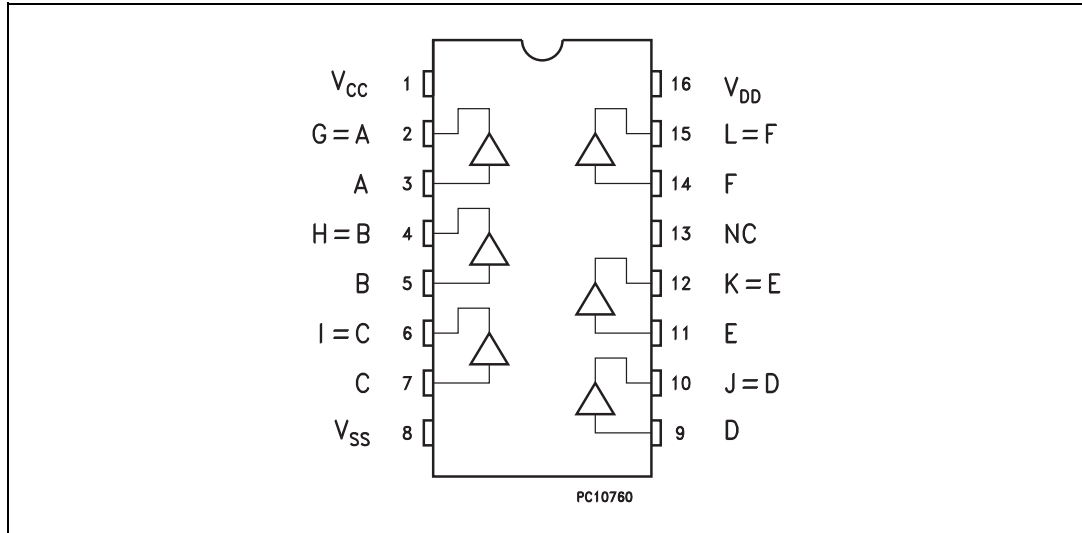 V_CC 1 16 V_DD
G=A 2 15 L=F
A 3 14 F
H=B 4 13 NC
B 5 12 K=E
I=C 6 11 E
C 7 10 J=D
V_SS 8 9 D
PC10760